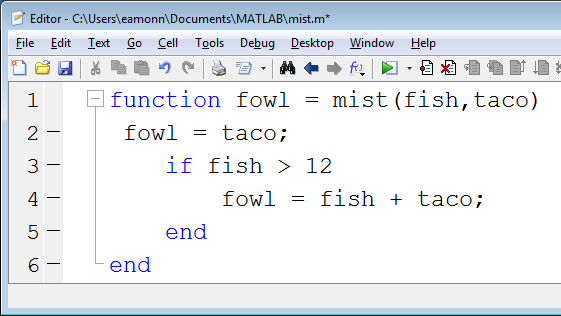 Editor - C:\Users\eamonn\Documents\MATLAB\mist.m*
File Edit Text Go Cell Tools Debug Desktop Window Help
1 function fowl = mist(fish,taco)
2 - fowl = taco;
3 - if fish > 12
4 - fowl = fish + taco;
5 - end
6 - end